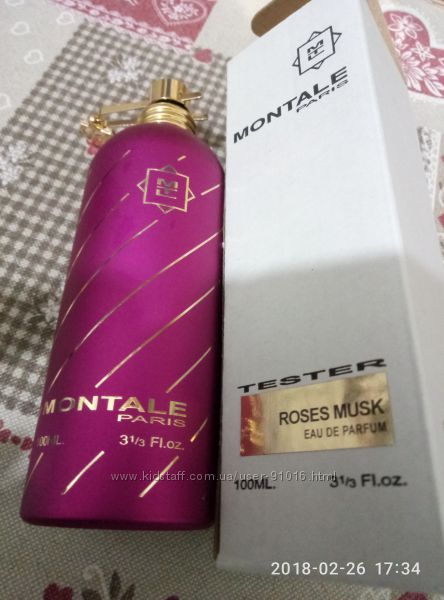 MONTALE
PARIS
100ML. 3 1/3 Fl.oz.
MONTALE
PARIS
TESTER
ROSES MUSK
EAU DE PARFUM
100ML. 3 1/3 Fl.oz.
www.kidstaff.com.ua/user-91016.html
2018-02-26 17:34